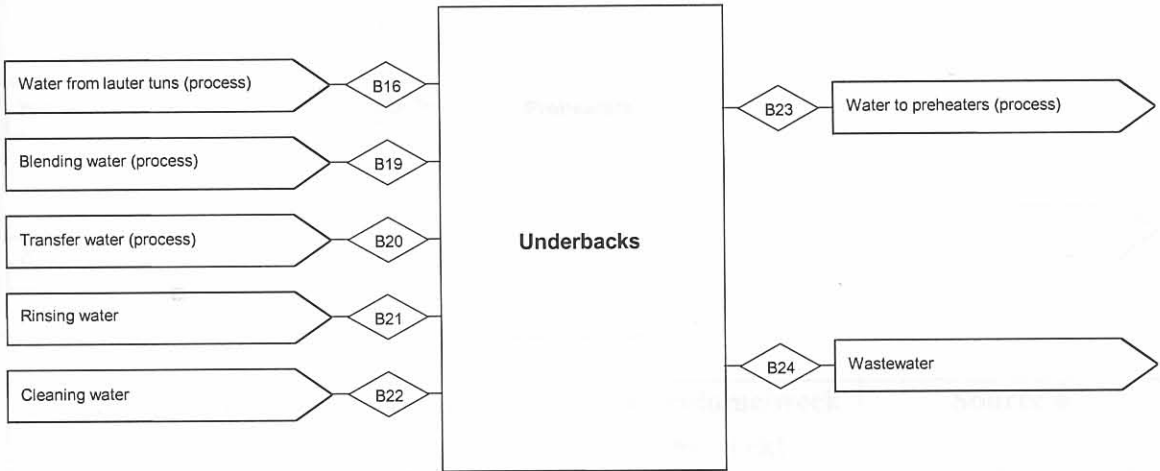 Water from lauter tuns (process)
B16
Blending water (process)
B19
Transfer water (process)
B20
Rinsing water
B21
Cleaning water
B22
Underbacks
B23
Water to preheaters (process)
B24
Wastewater